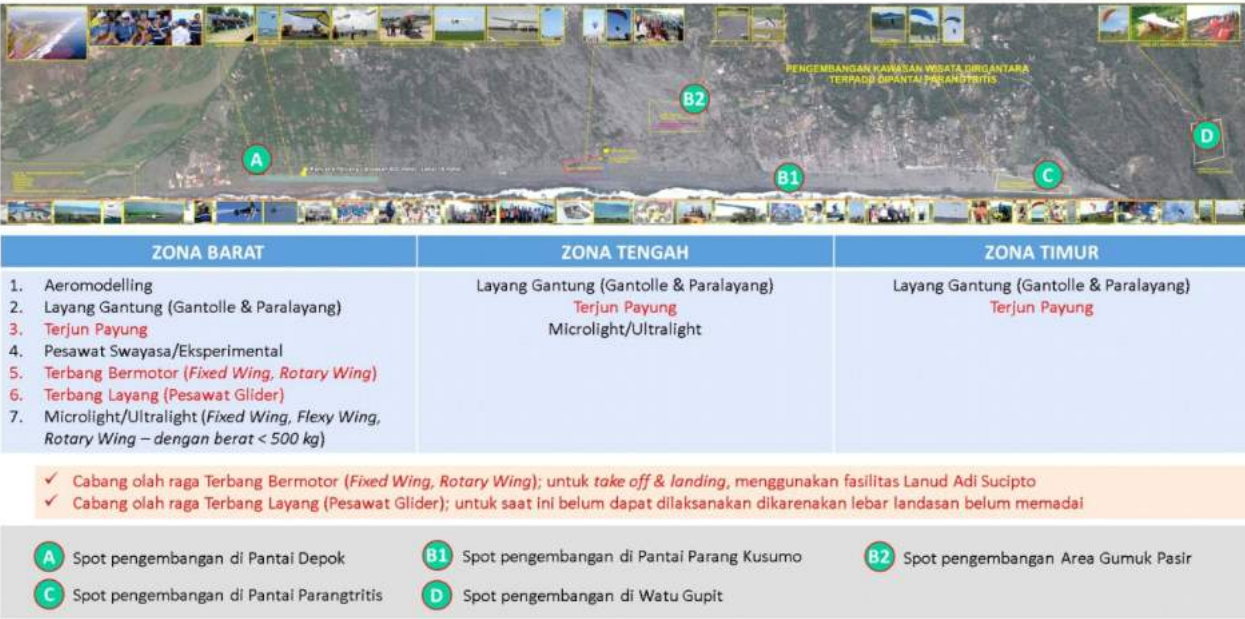 PENGEMBANGAN KAWASAN WISATA DIRGANTARA
TERPADU DIPANTAI PARANGTRITIS
B2
A
D
B1
C
ZONA BARAT
1. Aeromodelling
2. Layang Gantung (Gantolle & Paralayang)
3. Terjun Payung
4. Pesawat Swayasa/Eksperimental
5. Terbang Bermotor (Fixed Wing, Rotary Wing)
6. Terbang Layang (Pesawat Glider)
7. Microlight/Ultralight (Fixed Wing, Flexy Wing,
Rotary Wing – dengan berat < 500 kg)
ZONA TENGAH
Layang Gantung (Gantolle & Paralayang)
Terjun Payung
Microlight/Ultralight
ZONA TIMUR
Layang Gantung (Gantolle & Paralayang)
Terjun Payung
✓ Cabang olah raga Terbang Bermotor (Fixed Wing, Rotary Wing); untuk take off & landing, menggunakan fasilitas Lanud Adi Sucipto
✓ Cabang olah raga Terbang Layang (Pesawat Glider); untuk saat ini belum dapat dilaksanakan dikarenakan lebar landasan belum memadai
A Spot pengembangan di Pantai Depok
B1 Spot pengembangan di Pantai Parang Kusumo
B2 Spot pengembangan Area Gumuk Pasir
C Spot pengembangan di Pantai Parangtritis
D Spot pengembangan di Watu Gupit